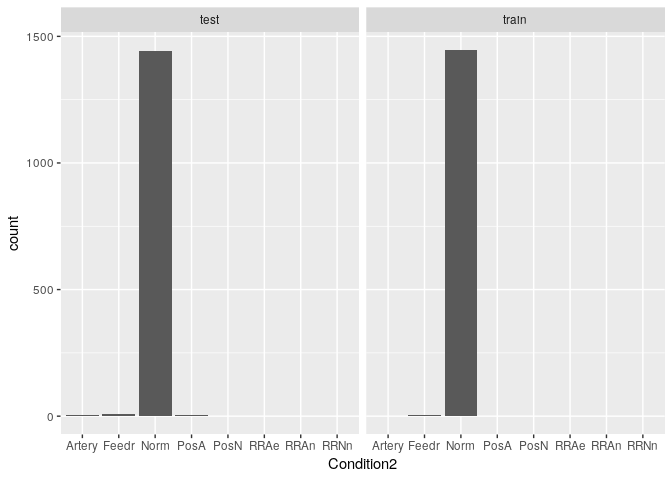 test train
1500
1000
500
0
count
Artery Feedr Norm PosA PosN RRAe RRAn RRNn Artery Feedr Norm PosA PosN RRAe RRAn RRNn
Condition2